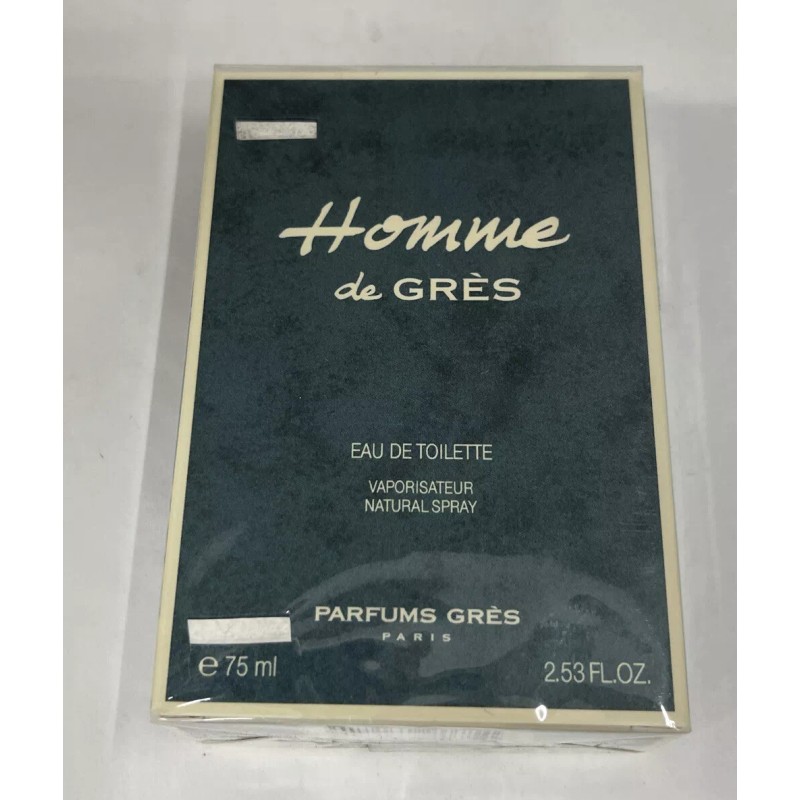 Homme
de GRÈS
EAU DE TOILETTE
VAPORISATEUR
NATURAL SPRAY
PARFUMS GRÈS
PARIS
e 75 ml
2.53 FL.OZ.